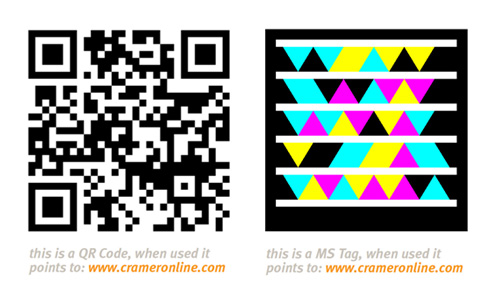 this is a QR Code, when used it
points to: www.crameronline.com
this is a MS Tag, when used it
points to: www.crameronline.com